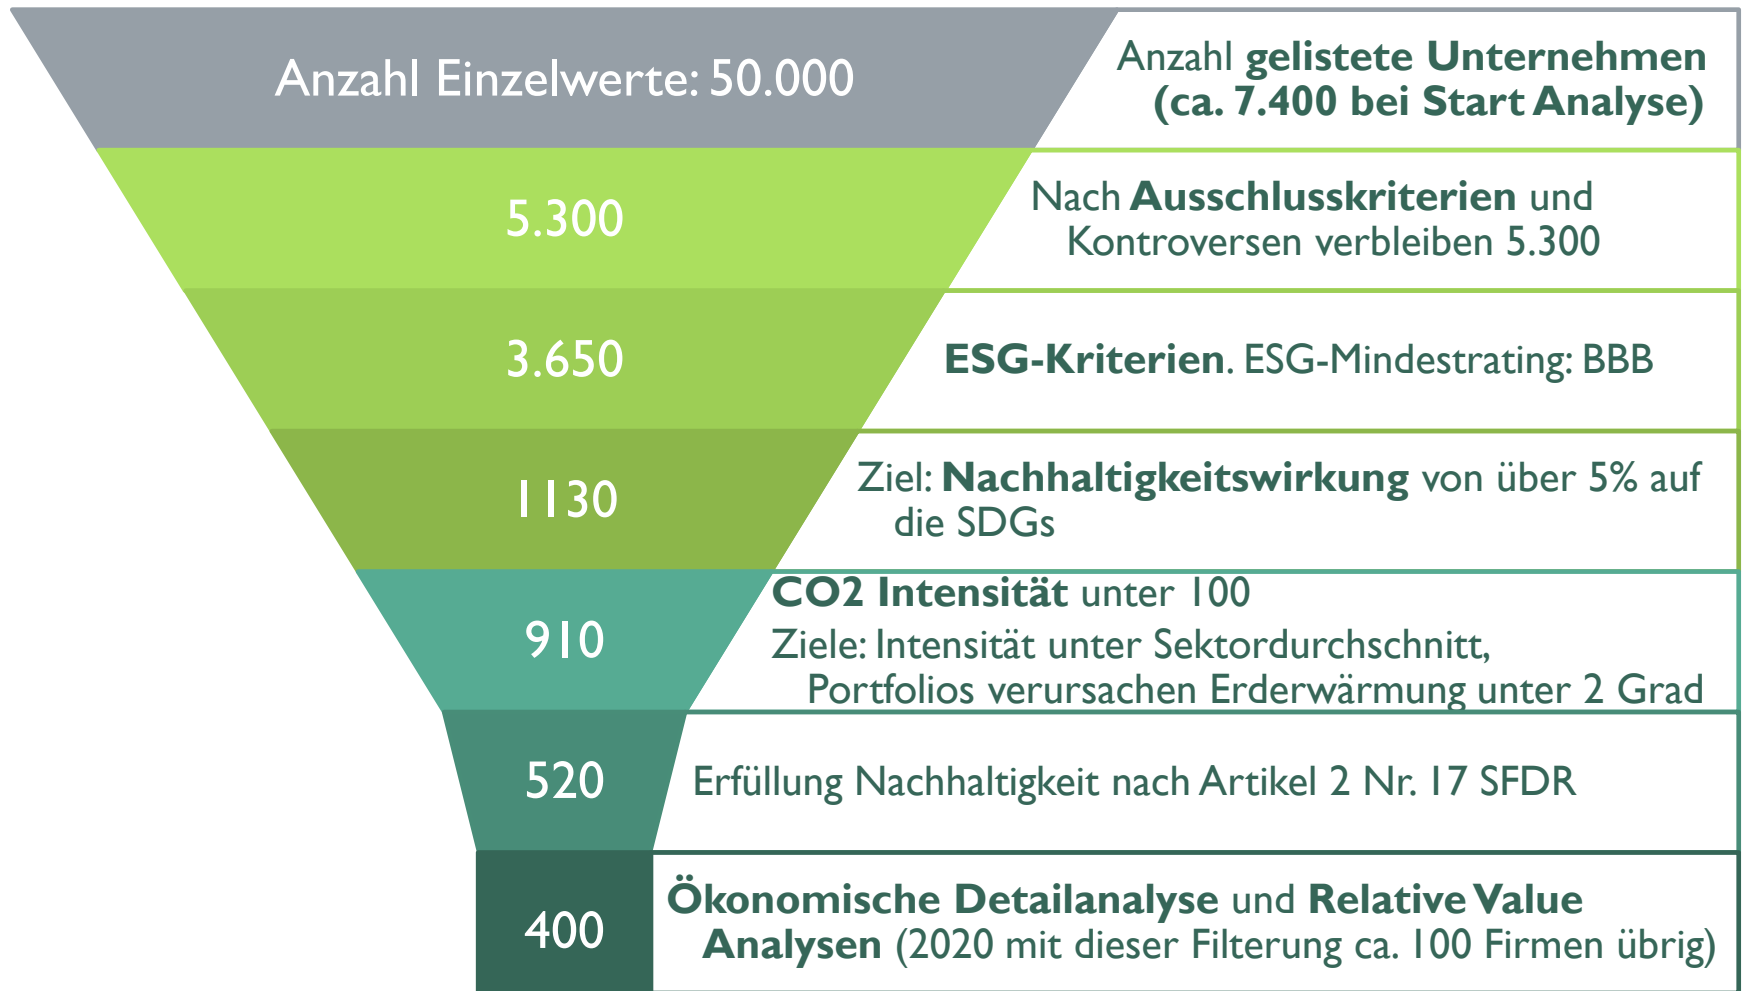 Anzahl Einzelwerte: 50.000
Anzahl gelistete Unternehmen
(ca. 7.400 bei Start Analyse)
5.300
Nach Ausschlusskriterien und
Kontroversen verbleiben 5.300
3.650
ESG-Kriterien. ESG-Mindestrating: BBB
1130
Ziel: Nachhaltigkeitswirkung von über 5% auf
die SDGs
910
CO2 Intensität unter 100
Ziele: Intensität unter Sektordurchschnitt,
Portfolios verursachen Erderwärmung unter 2 Grad
520
Erfüllung Nachhaltigkeit nach Artikel 2 Nr. 17 SFDR
400
Ökonomische Detailanalyse und Relative Value
Analysen (2020 mit dieser Filterung ca. 100 Firmen übrig)